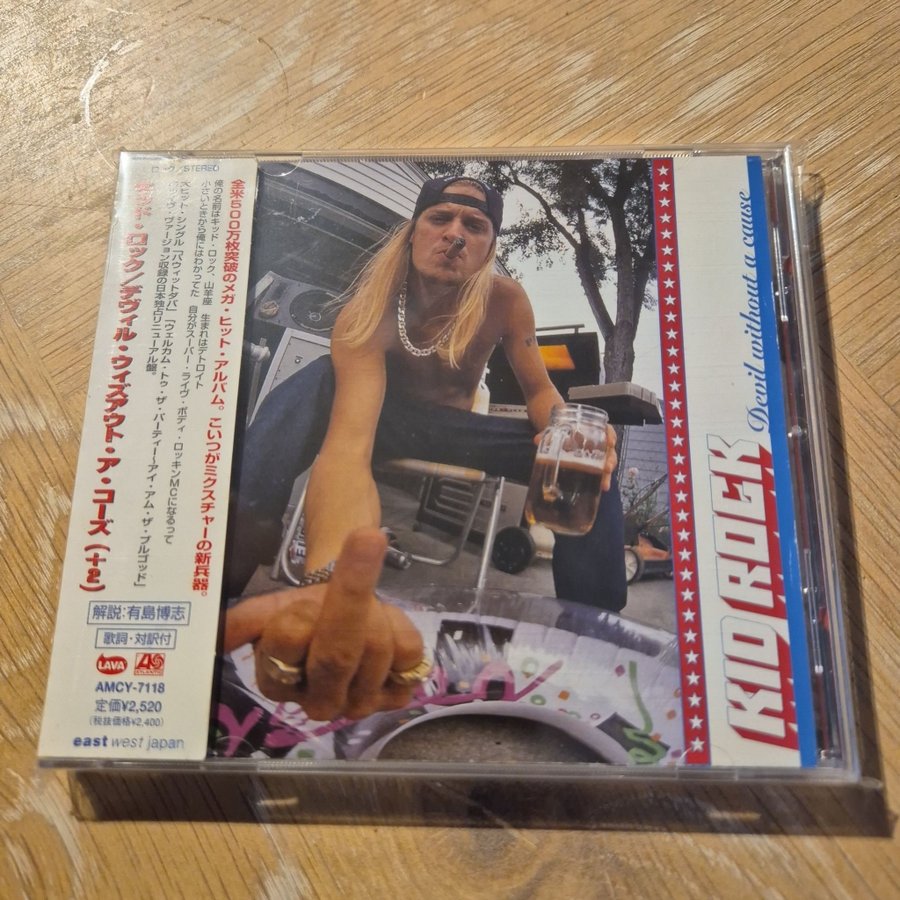 ロック/STEREO
全米500万枚突破のメガ・ヒット・アルバム。こいつがミクスチャーの新兵器。
俺の名前はキッド・ロック、山羊座 生まれはデトロイト
小さいときから俺にはわかってた 自分がスーパー・ライヴ・ボディ・ロッキンMCになるって
大ヒット・シングル「バウィットダバ」「ウェルカム・トゥ・ザ・パーティー~アイ・アム・ザ・ブルゴッド」
ライヴ・ヴァージョン収録の日本独占リニューアル盤。
キッド・ロック/デヴィル・ウィズアウト・ア・コーズ(+2)
解説:有島博志
歌詞・対訳付
LAVA
ATLANTIC
AMCY-7118
定価¥2,520
(税抜価格¥2,400)
east west japan
KID ROCK
Devil without a cause